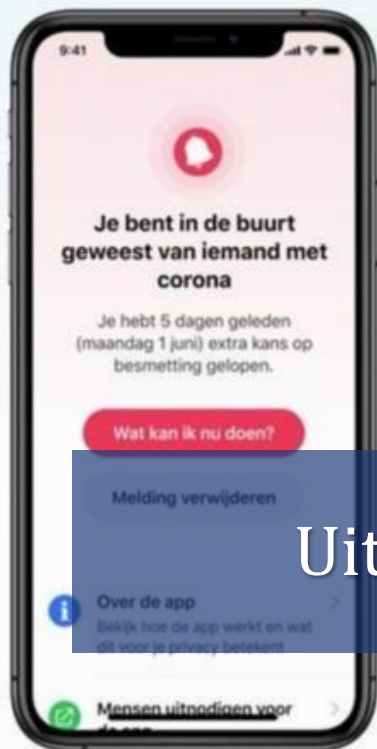 9:41
Je bent in de buurt
geweest van iemand met
corona
Je hebt 5 dagen geleden
(maandag 1 juni) extra kans op
besmetting gelopen.
Wat kan ik nu doen?
Melding verwijderen
Uit
Over de app
Bekijk hoe de app werkt en wat
dit voor je privacy betekent
Mensen uitnodigen voor
de app